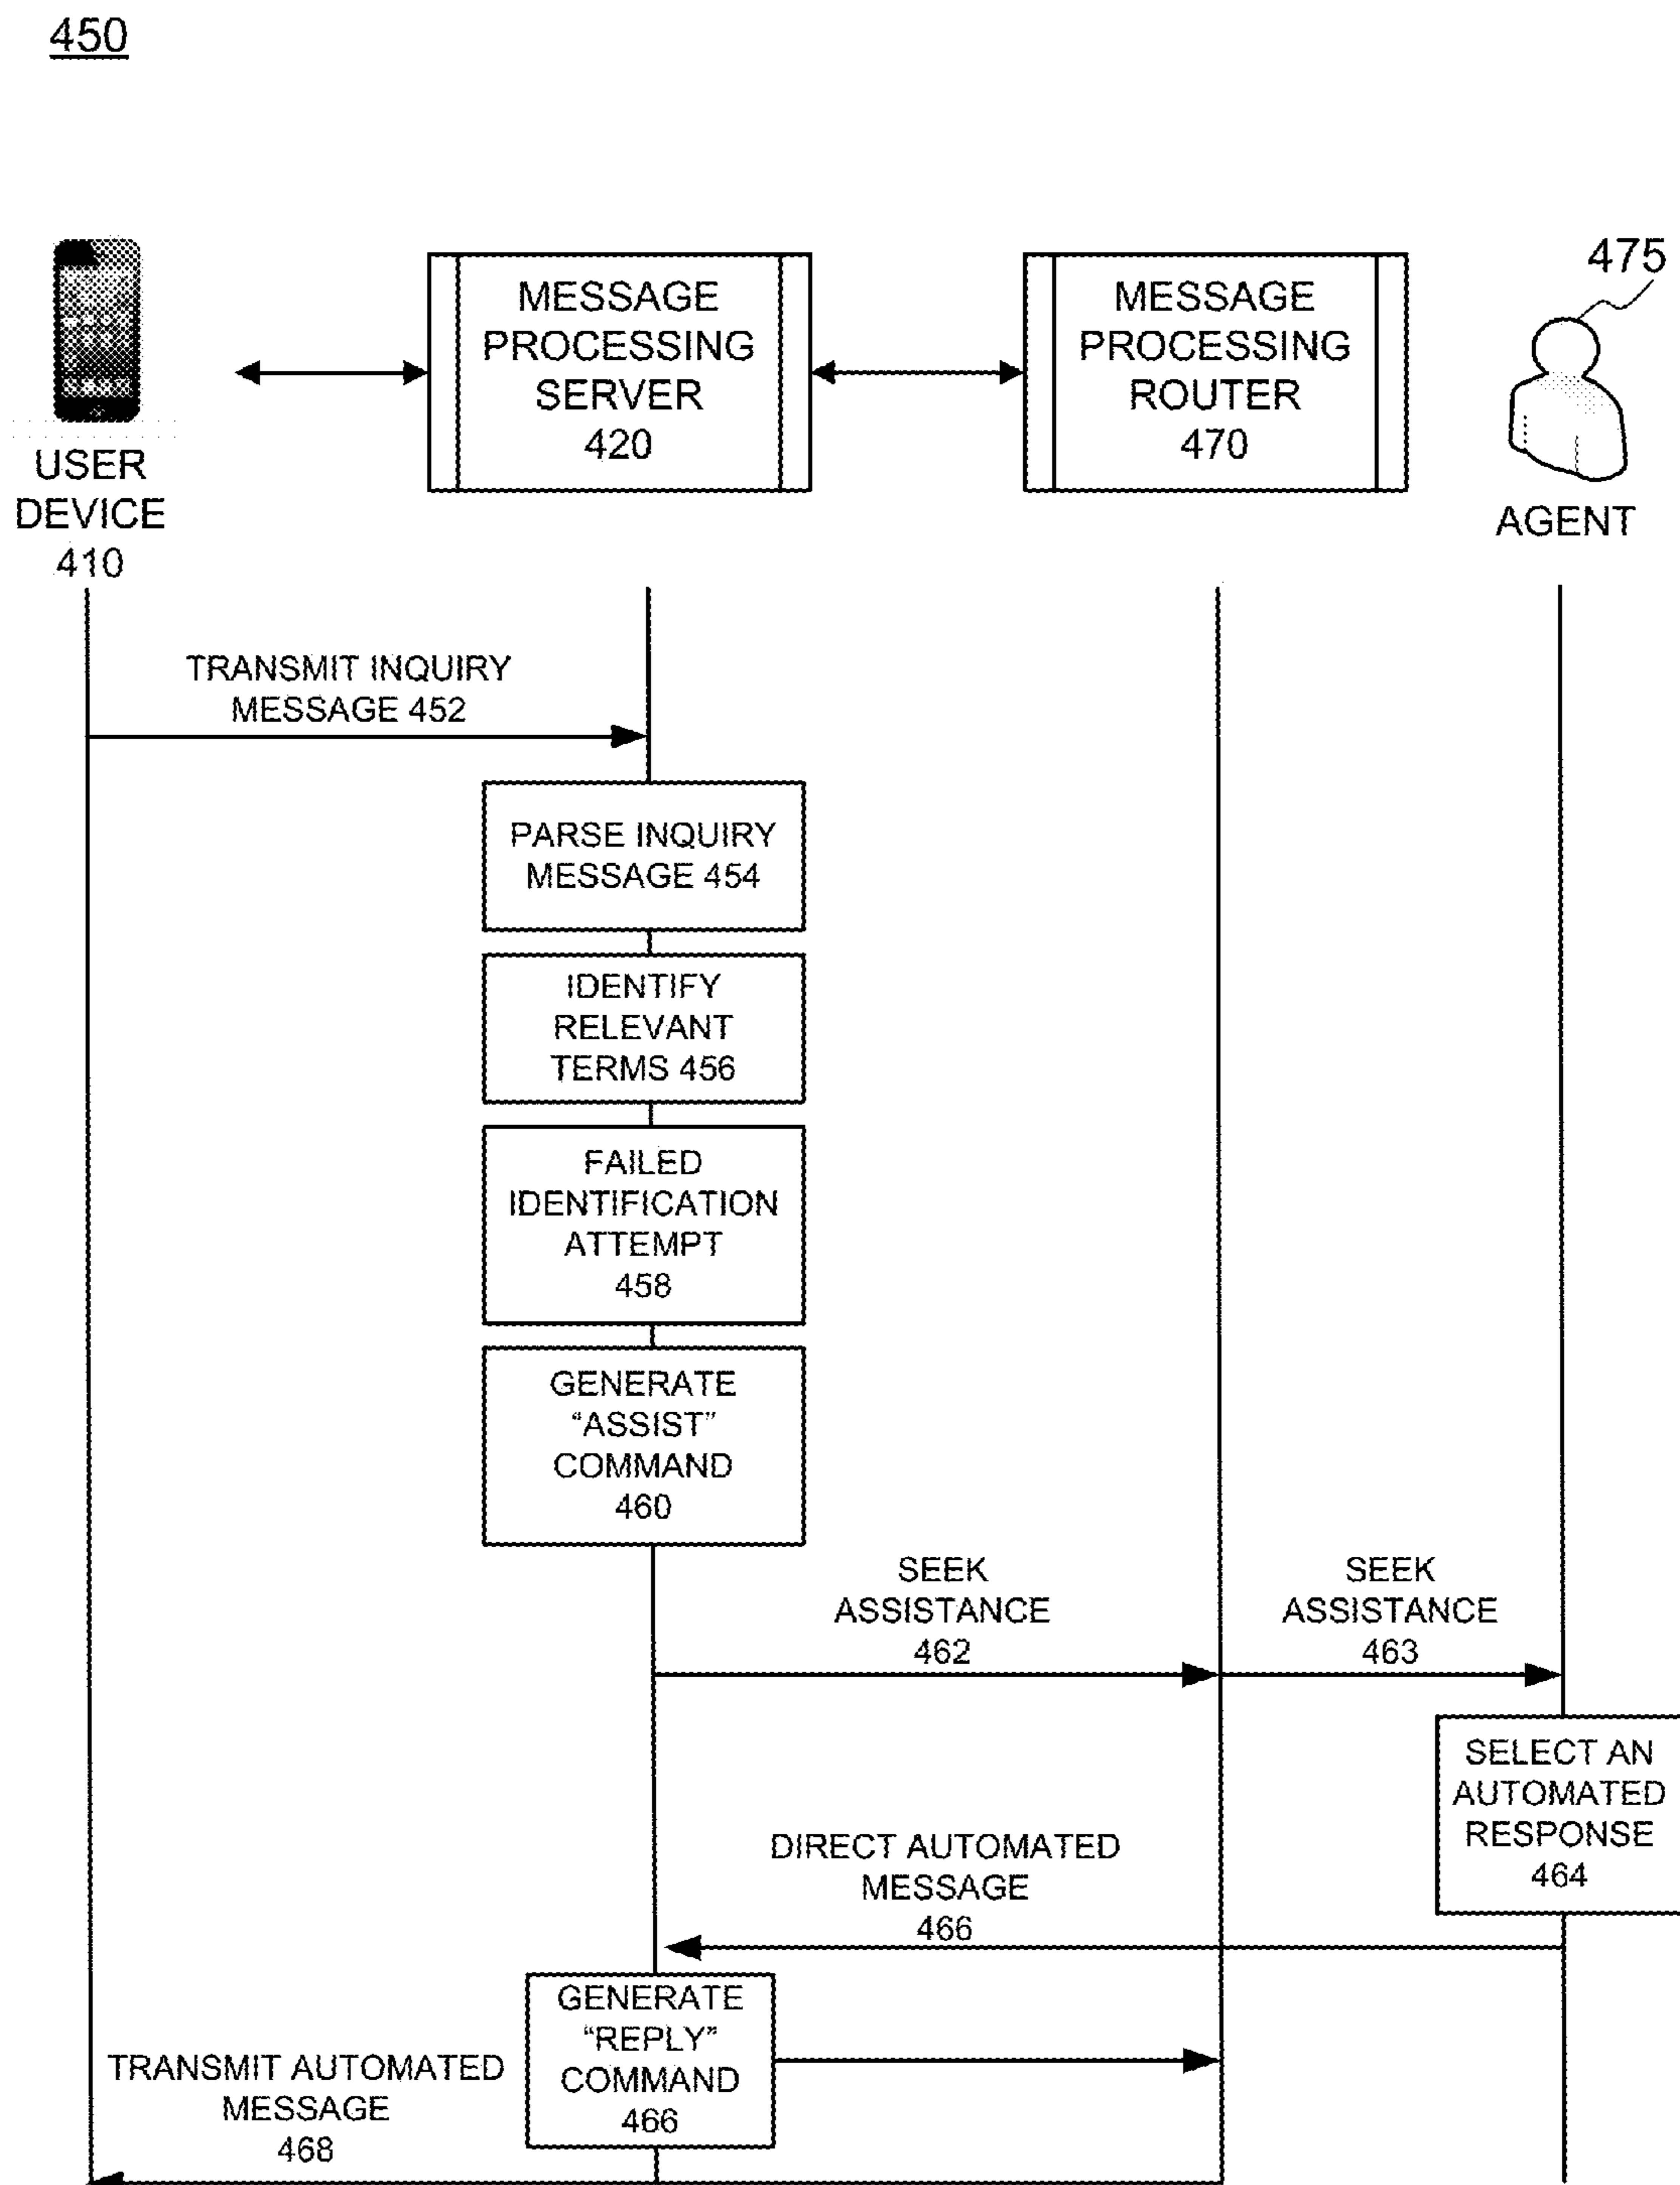 450
475
USER
DEVICE
410
MESSAGE
PROCESSING
SERVER
420
MESSAGE
PROCESSING
ROUTER
470
AGENT
TRANSMIT INQUIRY
MESSAGE 452
PARSE INQUIRY
MESSAGE 454
IDENTIFY
RELEVANT
TERMS 456
FAILED
IDENTIFICATION
ATTEMPT
458
GENERATE
“ASSIST”
COMMAND
460
SEEK
ASSISTANCE
462
SEEK
ASSISTANCE
463
SELECT AN
AUTOMATED
RESPONSE
464
DIRECT AUTOMATED
MESSAGE
466
GENERATE
“REPLY”
COMMAND
466
TRANSMIT AUTOMATED
MESSAGE
468